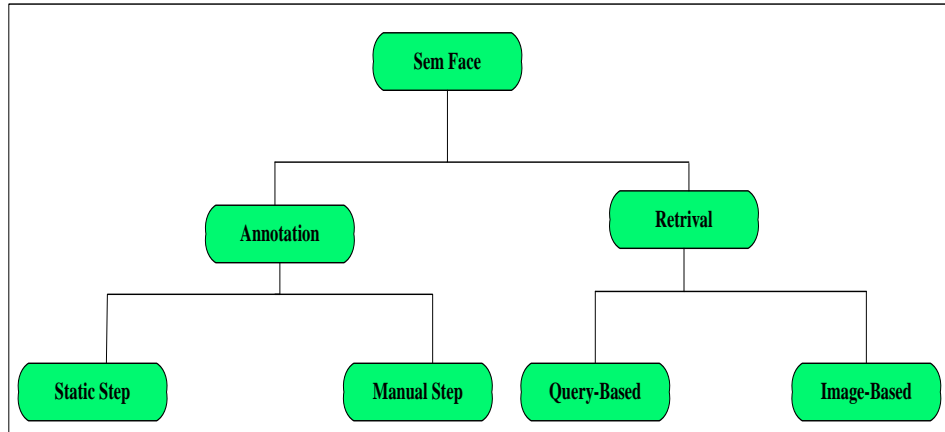 Sem Face
Annotation
Retrival
Static Step
Manual Step
Query-Based
Image-Based